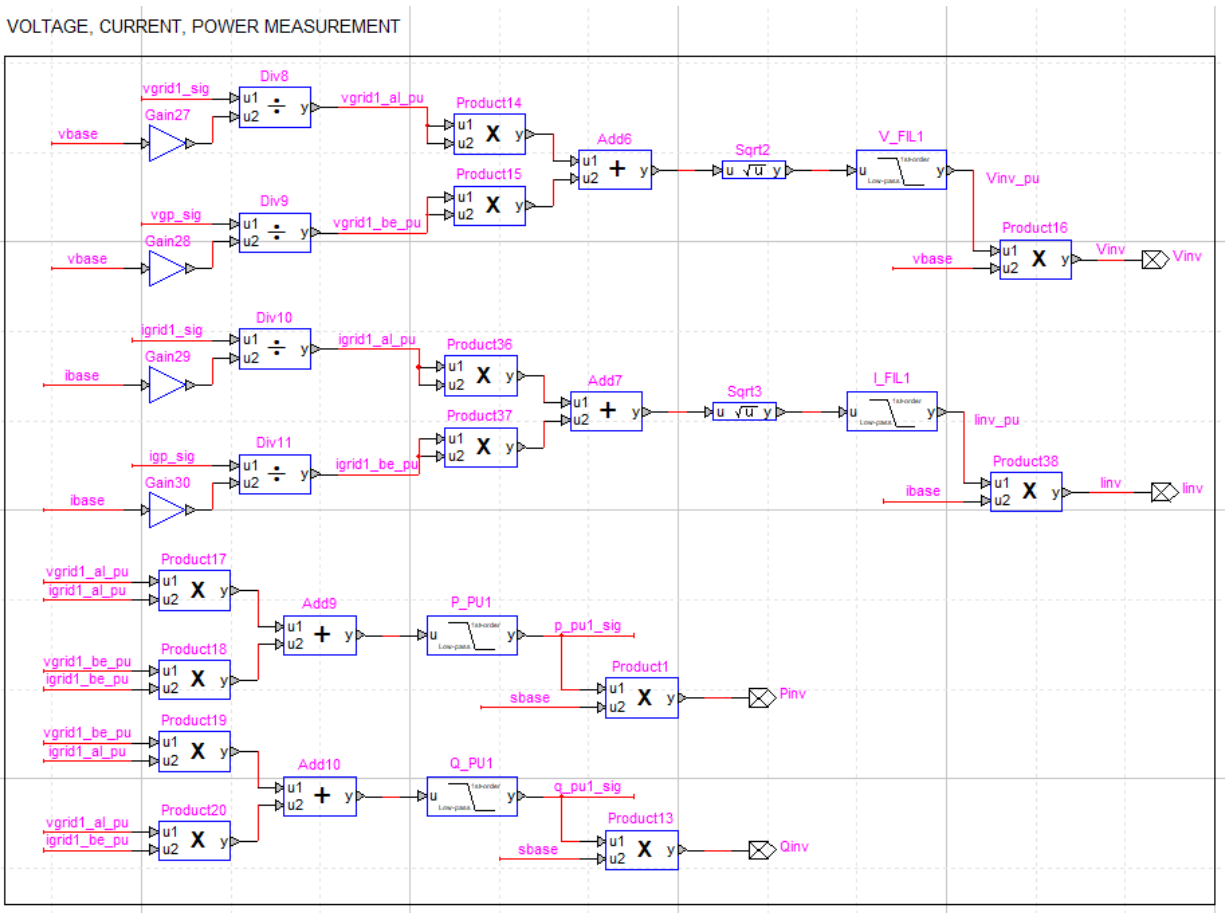 VOLTAGE, CURRENT, POWER MEASUREMENT
Div8
vgrid1_sig
u1 ÷ y
u2
vgrid1_al_pu
Gain27
vbase
Product14
u1 X y
u2
Add6
u1 + y
u2
Sqrt2
u √u y
V_FIL1
u 1st-order y
Low-pass
Vinv_pu
Product15
u1 X y
u2
Div9
vgp_sig
u1 ÷ y
u2
vgrid1_be_pu
Gain28
vbase
Product16
u1 X y
u2
vbase
Vinv
Vinv
Div10
igrid1_sig
u1 ÷ y
u2
igrid1_al_pu
Gain29
ibase
Product36
u1 X y
u2
Add7
u1 + y
u2
Sqrt3
u √u y
I_FIL1
u 1st-order y
Low-pass
Iinv_pu
Product37
u1 X y
u2
Div11
igp_sig
u1 ÷ y
u2
igrid1_be_pu
Gain30
ibase
Product38
u1 X y
u2
ibase
Iinv
Iinv
Product17
vgrid1_al_pu
igrid1_al_pu
u1 X y
u2
Add9
u1 + y
u2
P_PU1
u 1st-order y
Low-pass
p_pu1_sig
Product18
vgrid1_be_pu
igrid1_be_pu
u1 X y
u2
Product1
u1 X y
u2
sbase
Pinv
Product19
vgrid1_be_pu
igrid1_al_pu
u1 X y
u2
Add10
u1 + y
u2
Q_PU1
u 1st-order y
Low-pass
q_pu1_sig
Product20
vgrid1_al_pu
igrid1_be_pu
u1 X y
u2
Product13
u1 X y
u2
sbase
Qinv